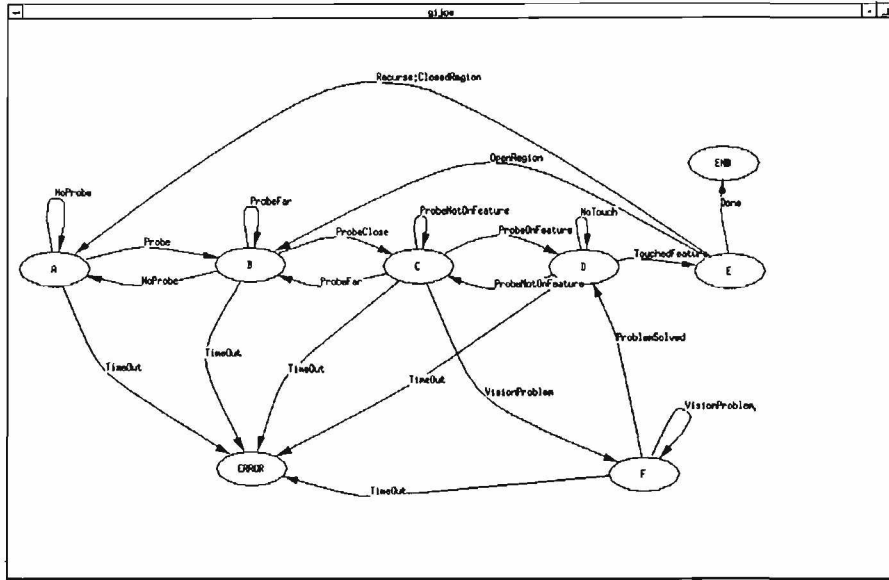 gijoe
Recurse;ClosedRegion
OpenRegion
END
NoProbe
ProbeFar
ProbeNotOnFeature
NoTouch
Done
Probe
ProbeClose
ProbeOnFeature
TouchedFeature
A
B
C
D
E
NoProbe
ProbeFar
ProbeNotOnFeature
ProblemSolved
TimeOut
TimeOut
TimeOut
TimeOut
VisionProblem
VisionProblem,
ERROR
F
TimeOut